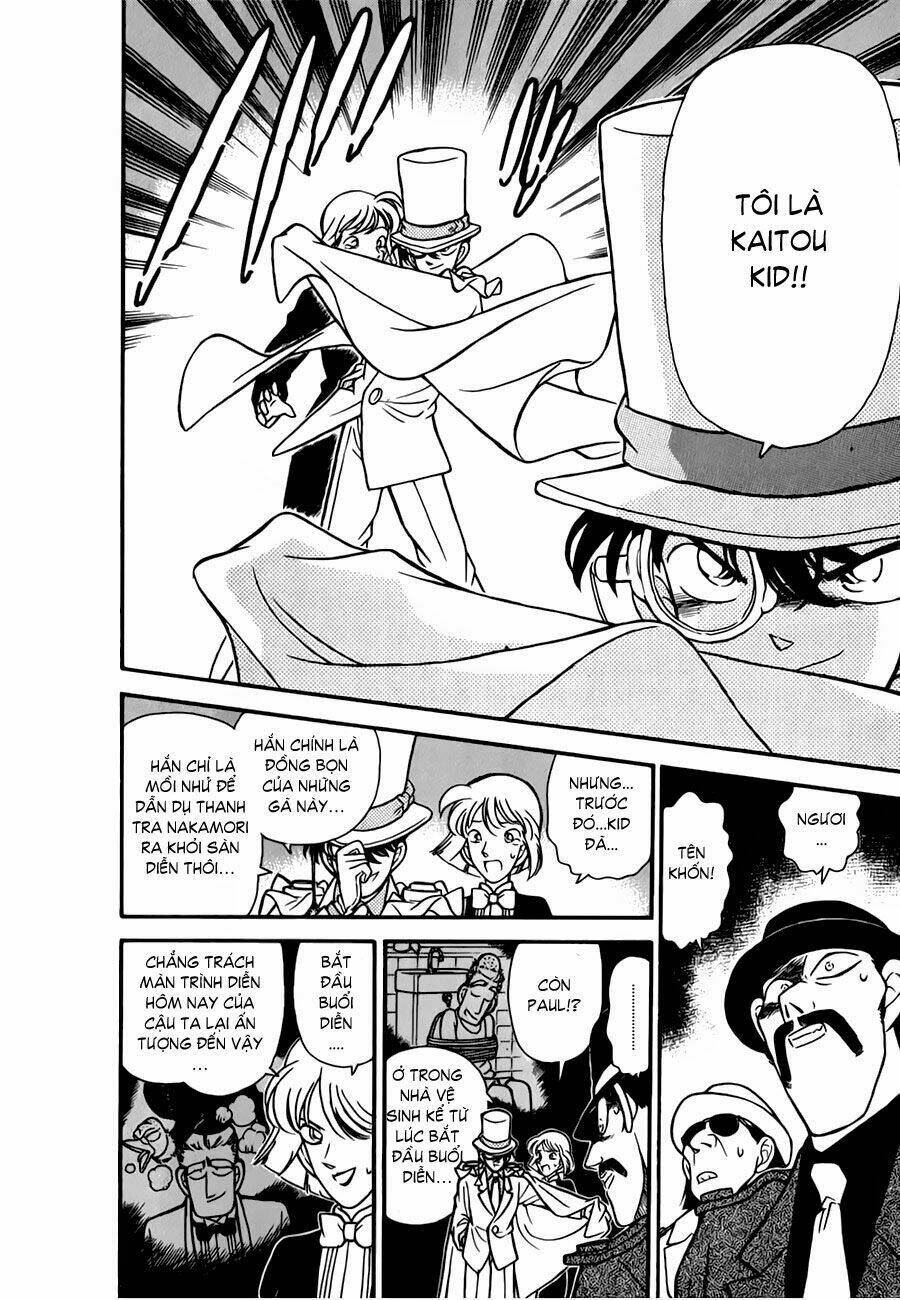 TÔI LÀ
KAITOU
KID!!
NGƯƠI
...
TÊN
KHỐN!
NHƯNG...
TRƯỚC
ĐÓ...KID
ĐÃ...
HẮN CHÍNH LÀ
ĐỒNG BỌN
CỦA NHỮNG
GÃ NÀY...
HẮN CHỈ LÀ
MỒI NHỬ ĐỂ
DẪN DỤ THANH
TRA NAKAMORI
RA KHỎI SÀN
DIỄN THÔI...
..........
CÒN
PAUL!?
Ở TRONG
NHÀ VỆ
SINH KỂ TỪ
LÚC BẮT
ĐẦU BUỔI
DIỄN...
BẮT
ĐẦU
BUỔI
DIỄN
....
CHẲNG TRÁCH
MÀN TRÌNH DIỄN
HÔM NAY CỦA
CẬU TA LẠI ẤN
TƯỢNG ĐẾN VẬY
...